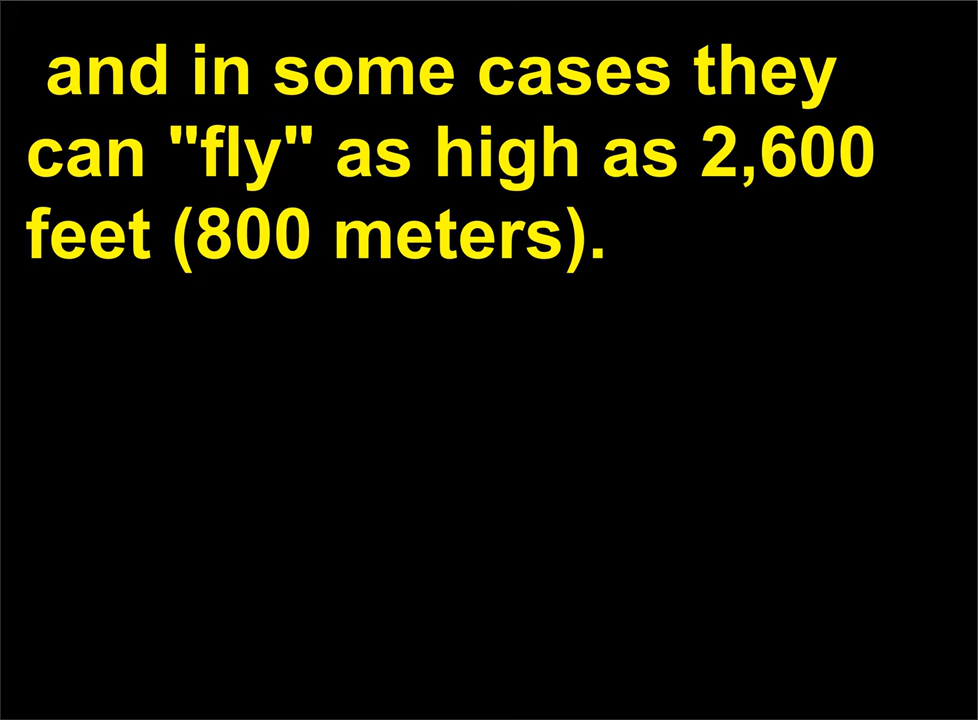 and in some cases they
can "fly" as high as 2,600
feet (800 meters).